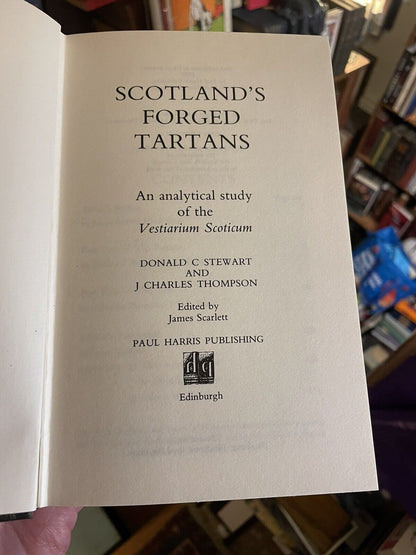 SCOTLAND'S
FORGED
TARTANS
An analytical study
of the
Vestiarium Scoticum
DONALD C STEWART
AND
J CHARLES THOMPSON
Edited by
James Scarlett
PAUL HARRIS PUBLISHING
Edinburgh